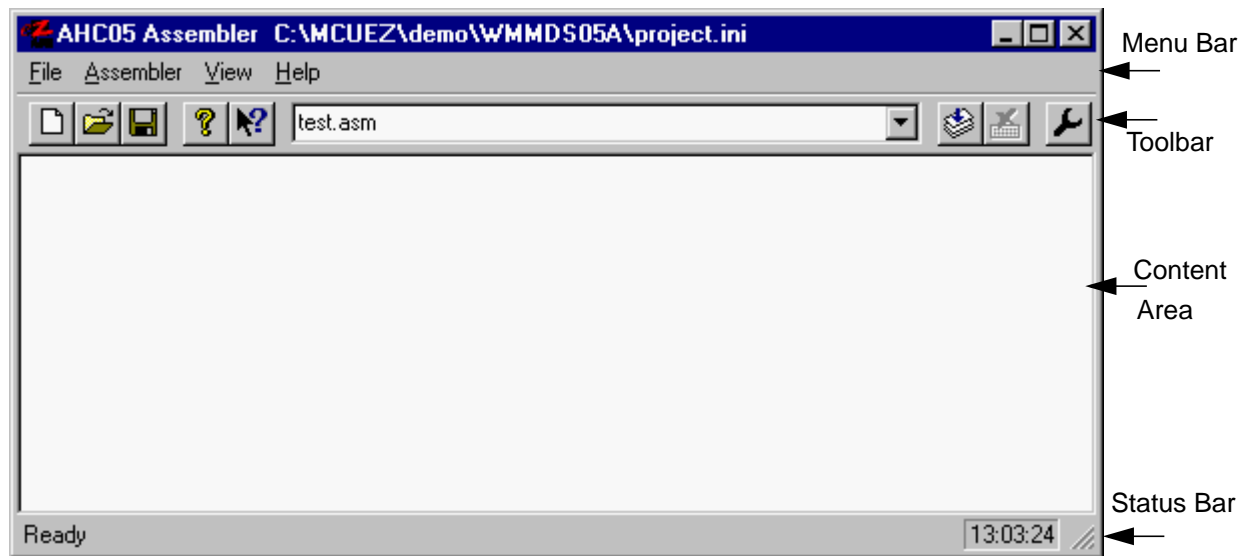 AHC05 Assembler C:\MCUEZ\demo\WMMDS05A\project.ini
Menu Bar
File Assembler View Help
test.asm
Toolbar
Content
Area
Status Bar
Ready 13:03:24